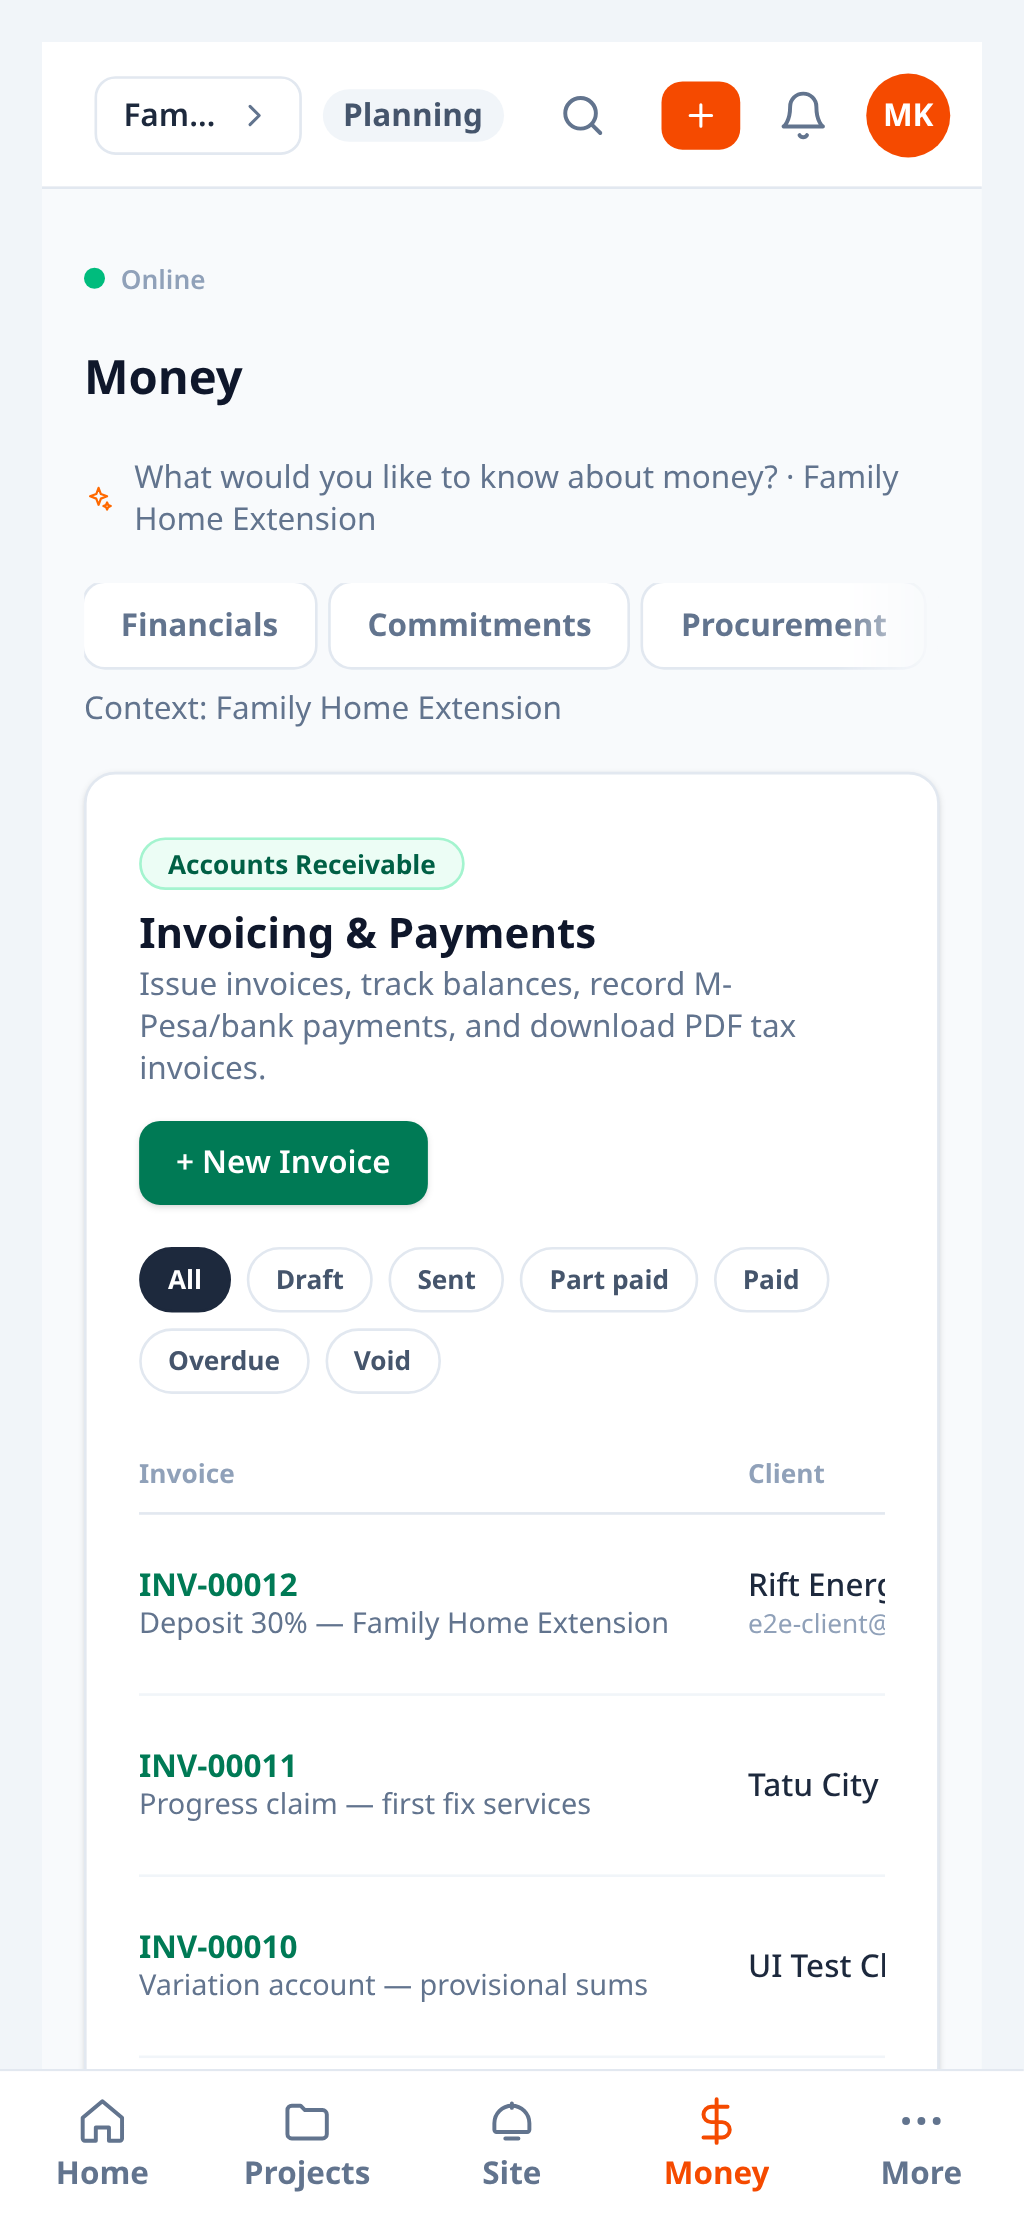 Fam...
Planning
MK
Online
Money
What would you like to know about money? · Family
Home Extension
Financials
Commitments
Procurement
Context: Family Home Extension
Accounts Receivable
Invoicing & Payments
Issue invoices, track balances, record M-
Pesa/bank payments, and download PDF tax
invoices.
+ New Invoice
All
Draft
Sent
Part paid
Paid
Overdue
Void
Invoice
Client
INV-00012
Deposit 30% — Family Home Extension
Rift Energ
e2e-client@
INV-00011
Progress claim — first fix services
Tatu City
INV-00010
Variation account — provisional sums
UI Test Cl
Home
Projects
Site
Money
More